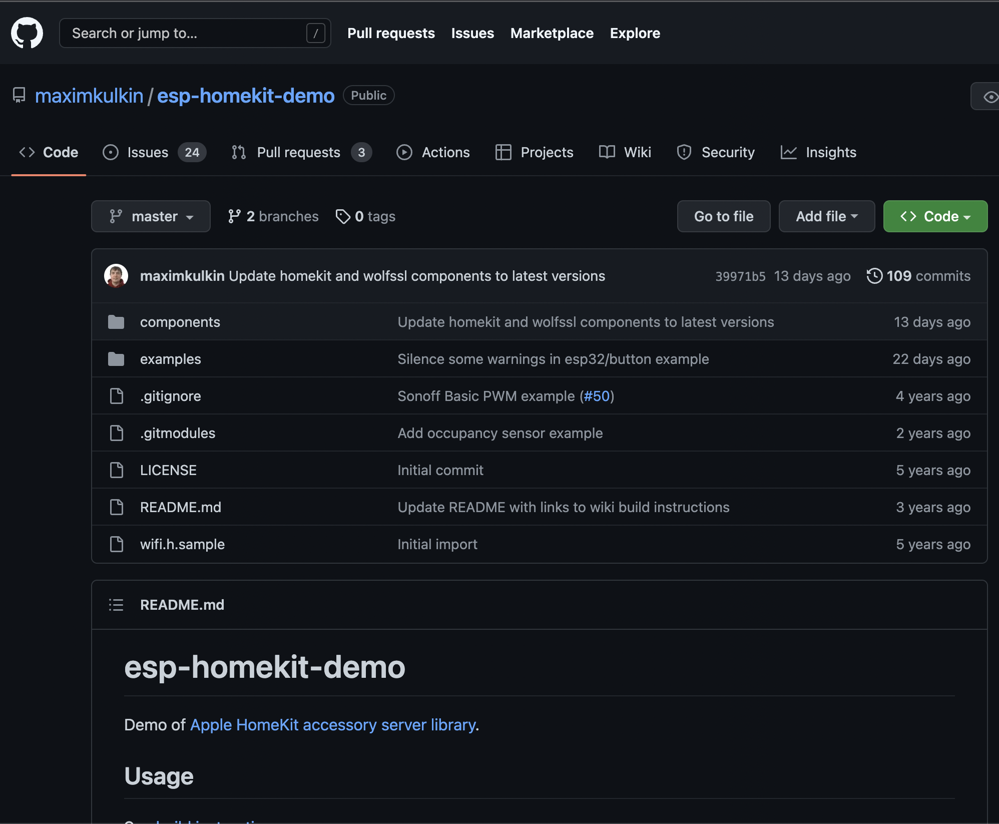 Search or jump to... /
Pull requests Issues Marketplace Explore
maximkulkin / esp-homekit-demo Public
Code Issues 24 Pull requests 3 Actions Projects Wiki Security Insights
master 2 branches 0 tags Go to file Add file Code
maximkulkin Update homekit and wolfssl components to latest versions 39971b5 13 days ago 109 commits
components Update homekit and wolfssl components to latest versions 13 days ago
examples Silence some warnings in esp32/button example 22 days ago
.gitignore Sonoff Basic PWM example (#50) 4 years ago
.gitmodules Add occupancy sensor example 2 years ago
LICENSE Initial commit 5 years ago
README.md Update README with links to wiki build instructions 3 years ago
wifi.h.sample Initial import 5 years ago
README.md
esp-homekit-demo
Demo of Apple HomeKit accessory server library.
Usage